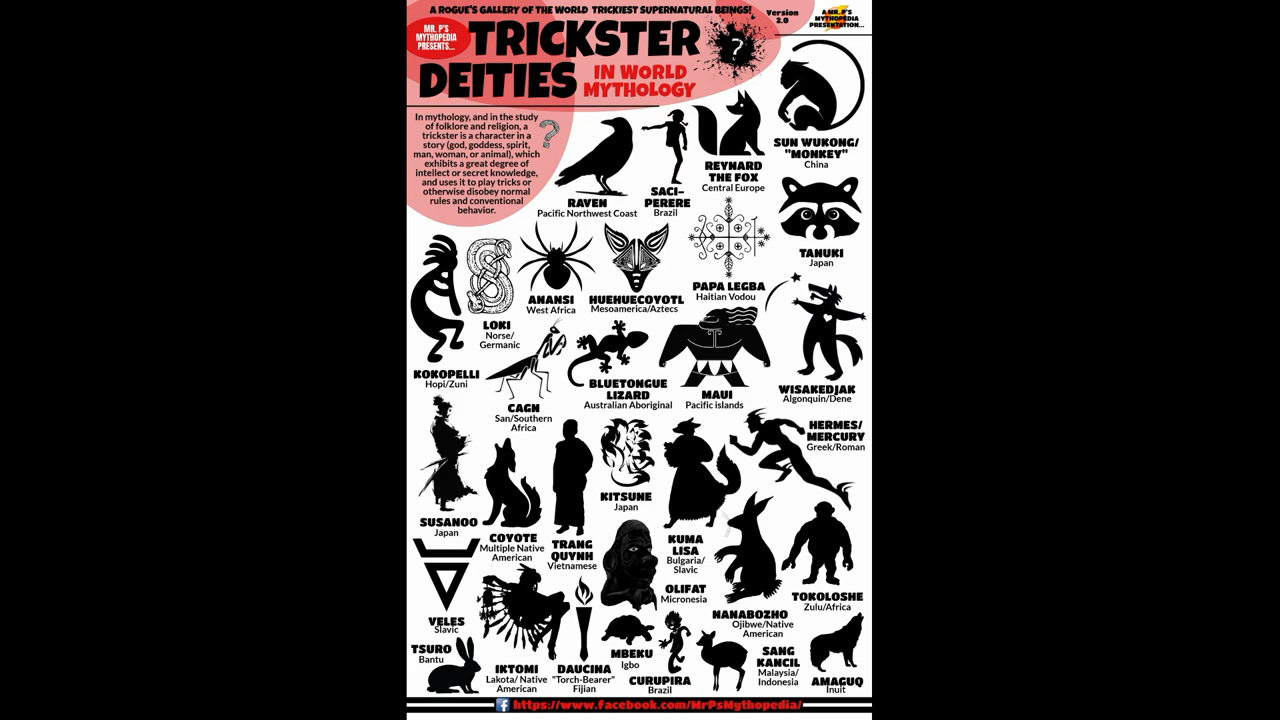 A ROGUE'S GALLERY OF THE WORLD TRICKIEST SUPERNATURAL BEINGS!
Version
2.0
A MR. P'S
MYTHOPEDIA
PRESENTATION...
MR. P'S
MYTHOPEDIA
PRESENTS...
TRICKSTER
DEITIES
IN WORLD
MYTHOLOGY
?
In mythology, and in the study
of folklore and religion, a
trickster is a character in a
story (god, goddess, spirit,
man, woman, or animal), which
exhibits a great degree of
intellect or secret knowledge,
and uses it to play tricks or
otherwise disobey normal
rules and conventional
behavior.
?
RAVEN
Pacific Northwest Coast
SACI-
PERERE
Brazil
REYNARD
THE FOX
Central Europe
SUN WUKONG/
"MONKEY"
China
TANUKI
Japan
KOKOPELLI
Hopi/Zuni
LOKI
Norse/
Germanic
ANANSI
West Africa
HUEHUECOYOTL
Mesoamerica/Aztecs
PAPA LEGBA
Haitian Vodou
CAGN
San/Southern
Africa
BLUETONGUE
LIZARD
Australian Aboriginal
MAUI
Pacific islands
WISAKEDJAK
Algonquin/Dene
HERMES/
MERCURY
Greek/Roman
SUSANOO
Japan
COYOTE
Multiple Native
American
TRANG
QUYNH
Vietnamese
KITSUNE
Japan
KUMA
LISA
Bulgaria/
Slavic
OLIFAT
Micronesia
NANABOZHO
Ojibwe/Native
American
TOKOLOSHE
Zulu/Africa
VELES
Slavic
TSURO
Bantu
IKTOMI
Lakota/ Native
American
DAUCINA
"Torch-Bearer"
Fijian
MBEKU
Igbo
CURUPIRA
Brazil
SANG
KANCIL
Malaysia/
Indonesia
AMAGUQ
Inuit
f https://www.facebook.com/MrPsMythopedia/